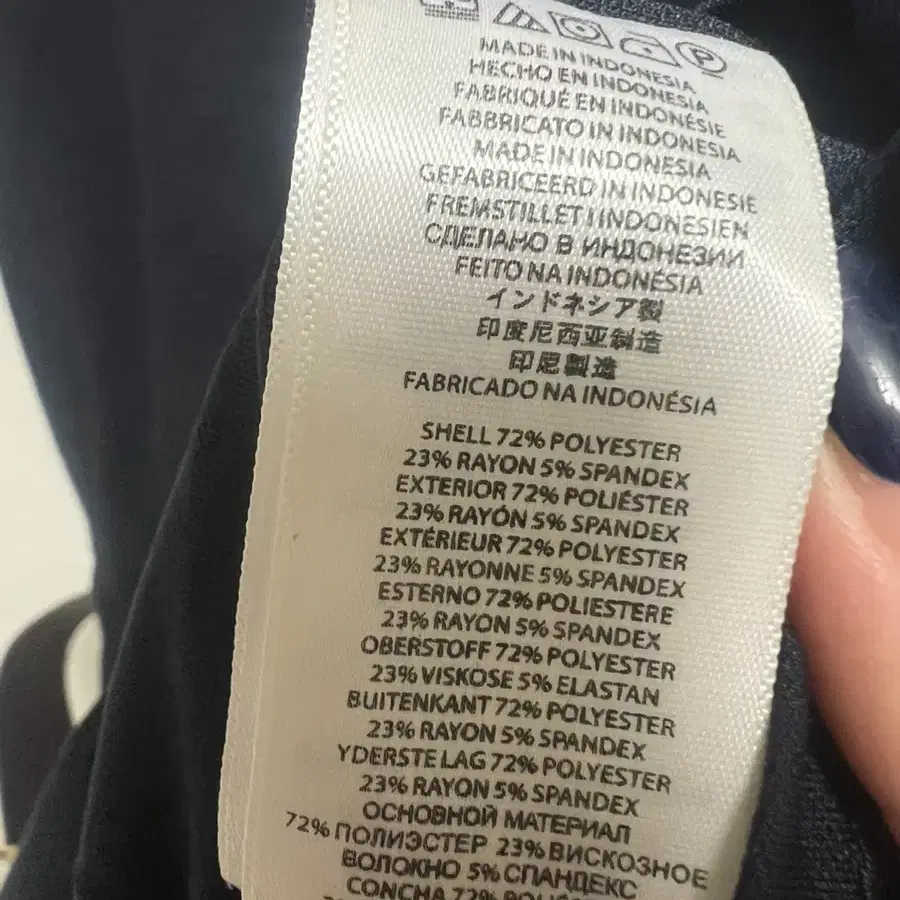 MADE IN INDONESIA
HECHO EN INDONESIA
FABRIQUÉ EN INDONÉSIE
FABBRICATO IN INDONESIA
MADE IN INDONESIA
GEFABRICEERD IN INDONESIE
FREMSTILLET I INDONESIEN
СДЕЛАНО В ИНДОНЕЗИИ
FEITO NA INDONÉSIA
インドネシア製
印度尼西亚制造
印尼製造
FABRICADO NA INDONÉSIA
SHELL 72% POLYESTER
23% RAYON 5% SPANDEX
EXTERIOR 72% POLIÉSTER
23% RAYÓN 5% SPANDEX
EXTÉRIEUR 72% POLYESTER
23% RAYONNE 5% SPANDEX
ESTERNO 72% POLIESTERE
23% RAYON 5% SPANDEX
OBERSTOFF 72% POLYESTER
23% VISKOSE 5% ELASTAN
BUITENKANT 72% POLYESTER
23% RAYON 5% SPANDEX
YDERSTE LAG 72% POLYESTER
23% RAYON 5% SPANDEX
ОСНОВНОЙ МАТЕРИАЛ
72% ПОЛИЭСТЕР 23% ВИСКОЗНОЕ
ВОЛОКНО 5% СПАНДЕКС
CONCHA 72%